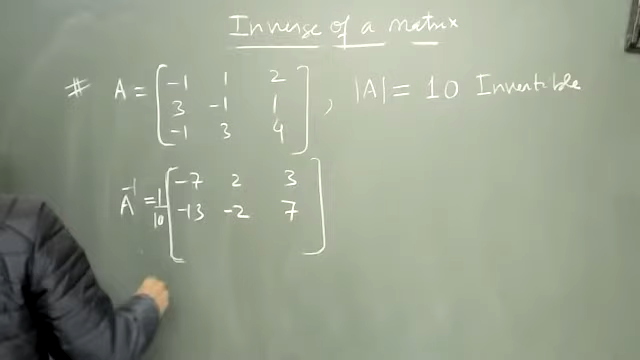 Inverse of a matrix
# A = [ -1 1 2
3 -1 1 , |A| = 10 Invertible
-1 3 4 ]
A⁻¹ = 1/10 [ -7 2 3
-13 -2 7 ]